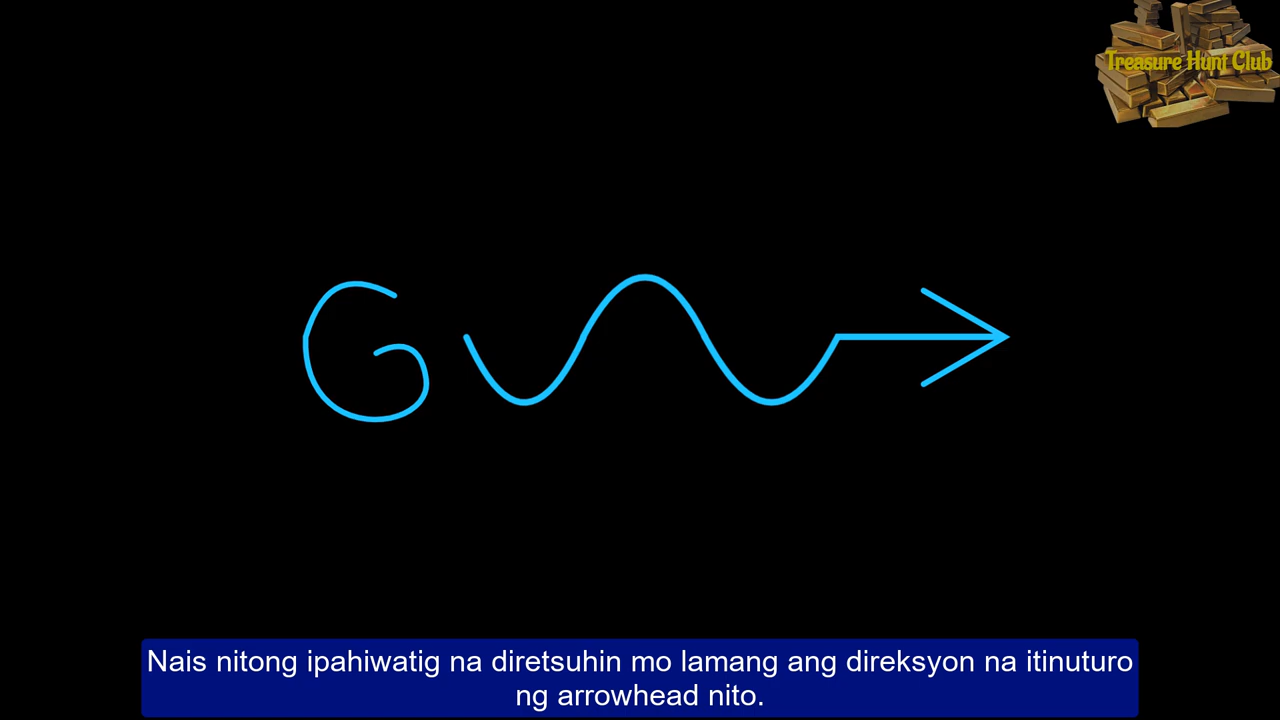 Treasure Hunt Club
G
Nais nitong ipahiwatig na diretsuhin mo lamang ang direksyon na itinuturo
ng arrowhead nito.